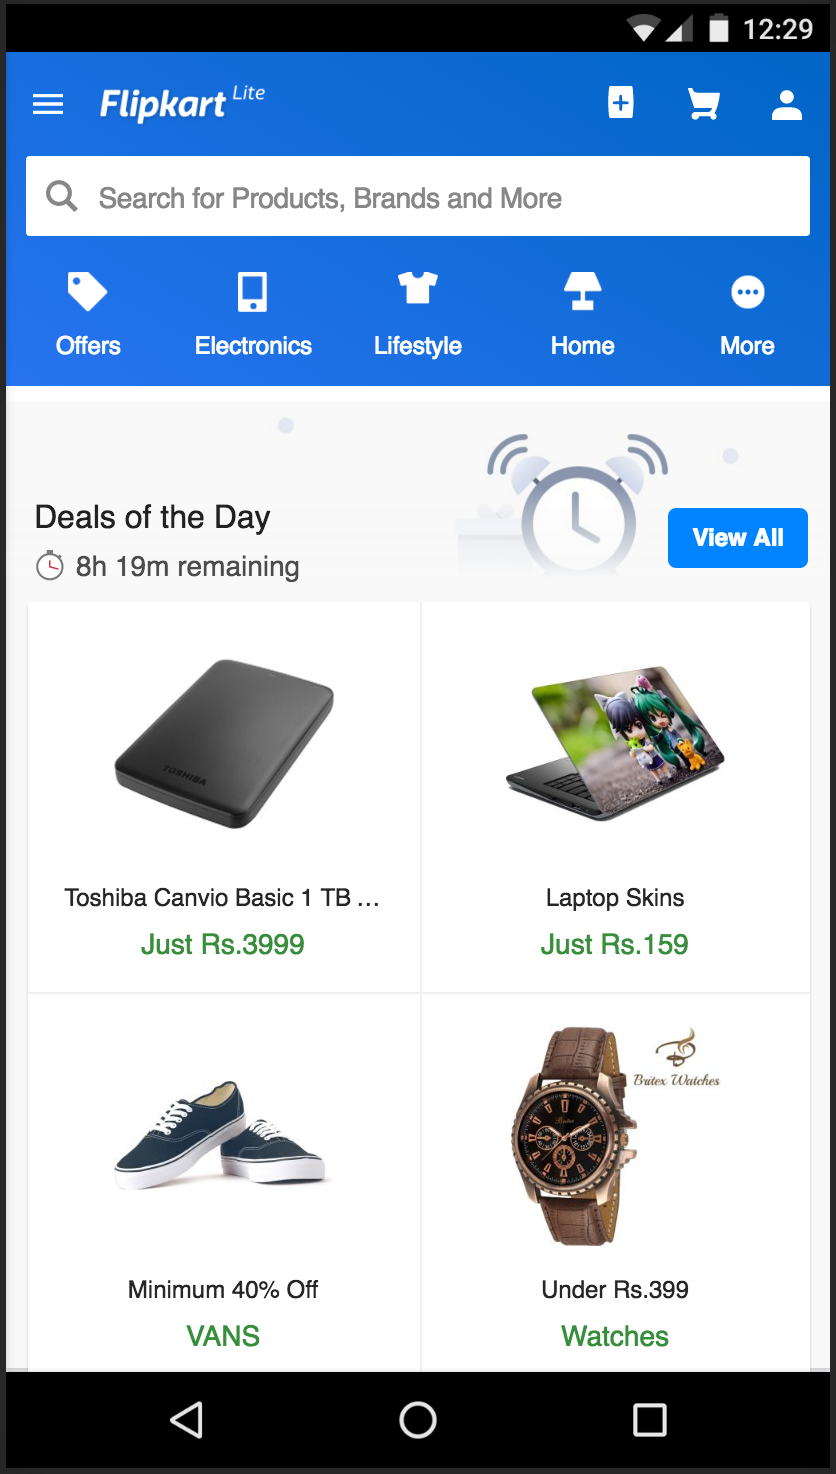 12:29
Flipkart Lite
Search for Products, Brands and More
Offers
Electronics
Lifestyle
Home
More
Deals of the Day
8h 19m remaining
View All
TOSHIBA
Toshiba Canvio Basic 1 TB ...
Just Rs.3999
Laptop Skins
Just Rs.159
Britex Watches
Britex
Minimum 40% Off
VANS
Under Rs.399
Watches